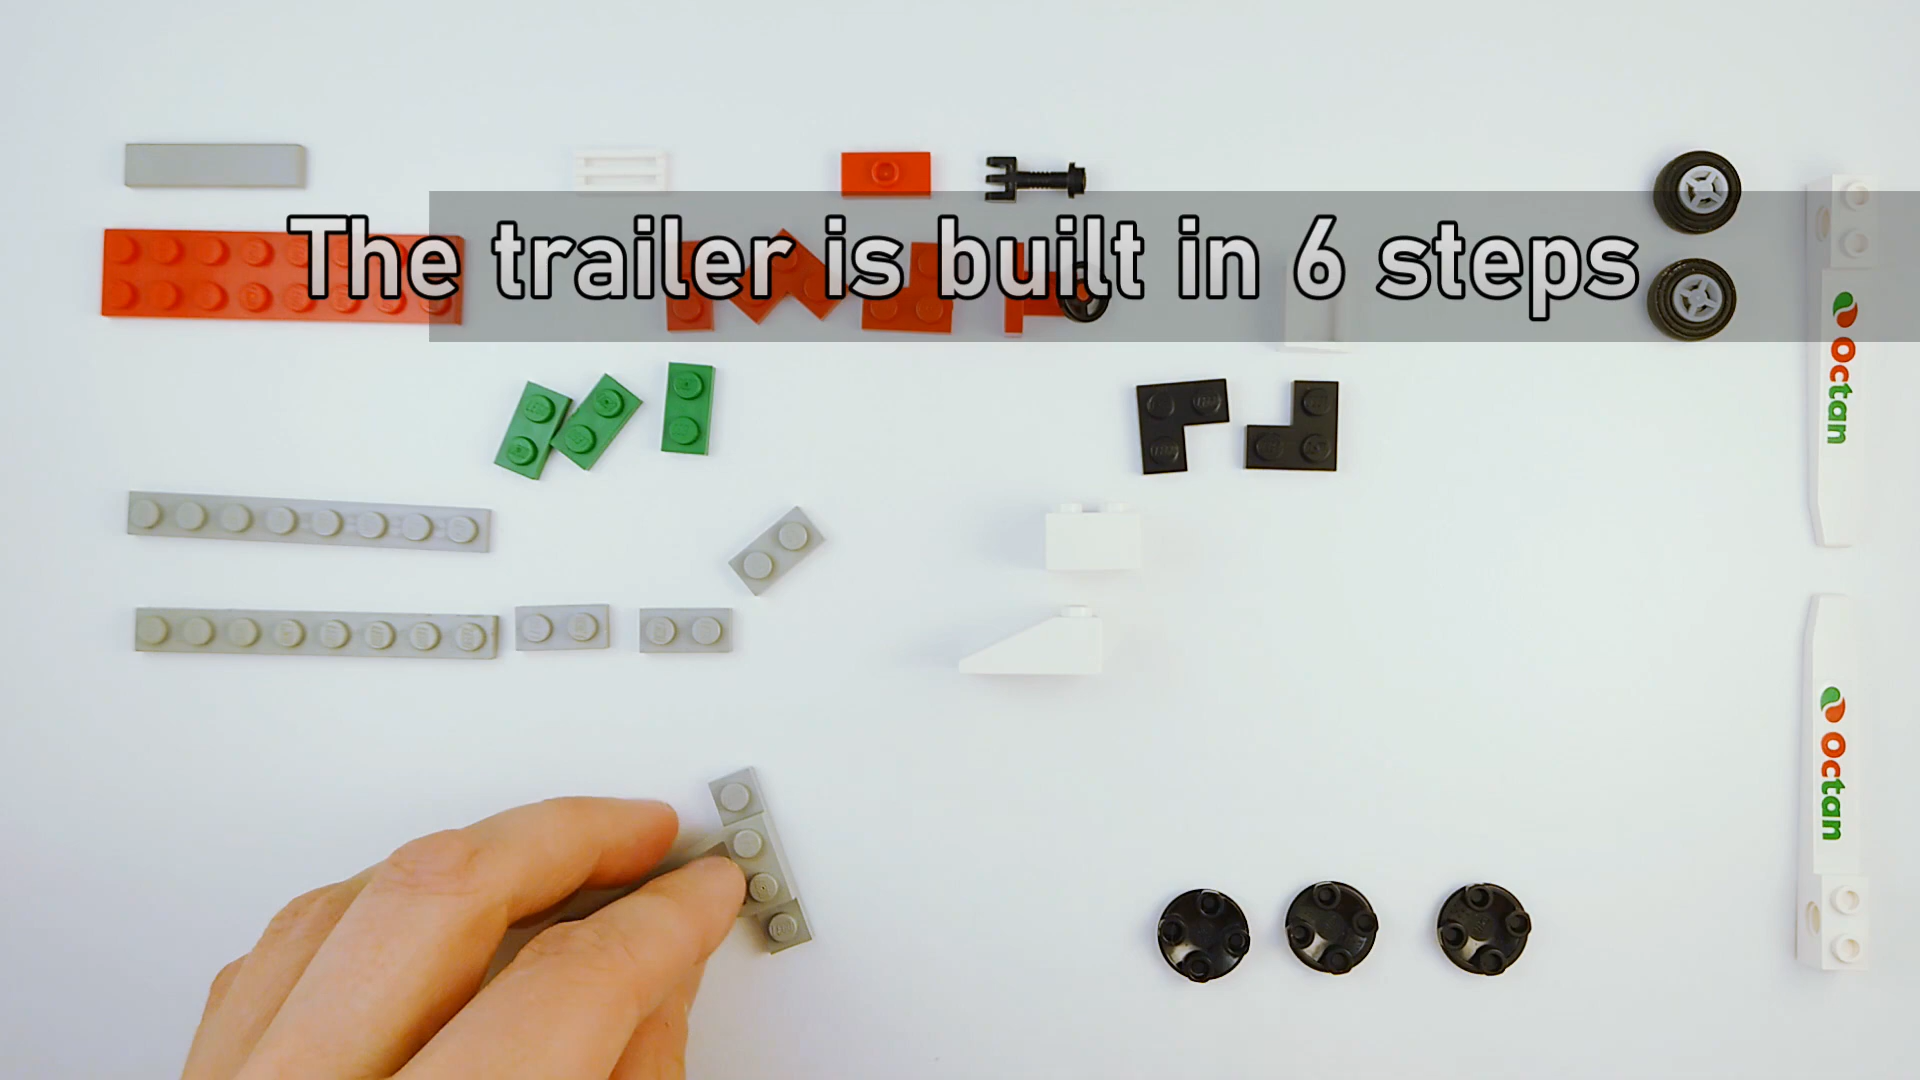 The trailer is built in 6 steps
Octan
Octan